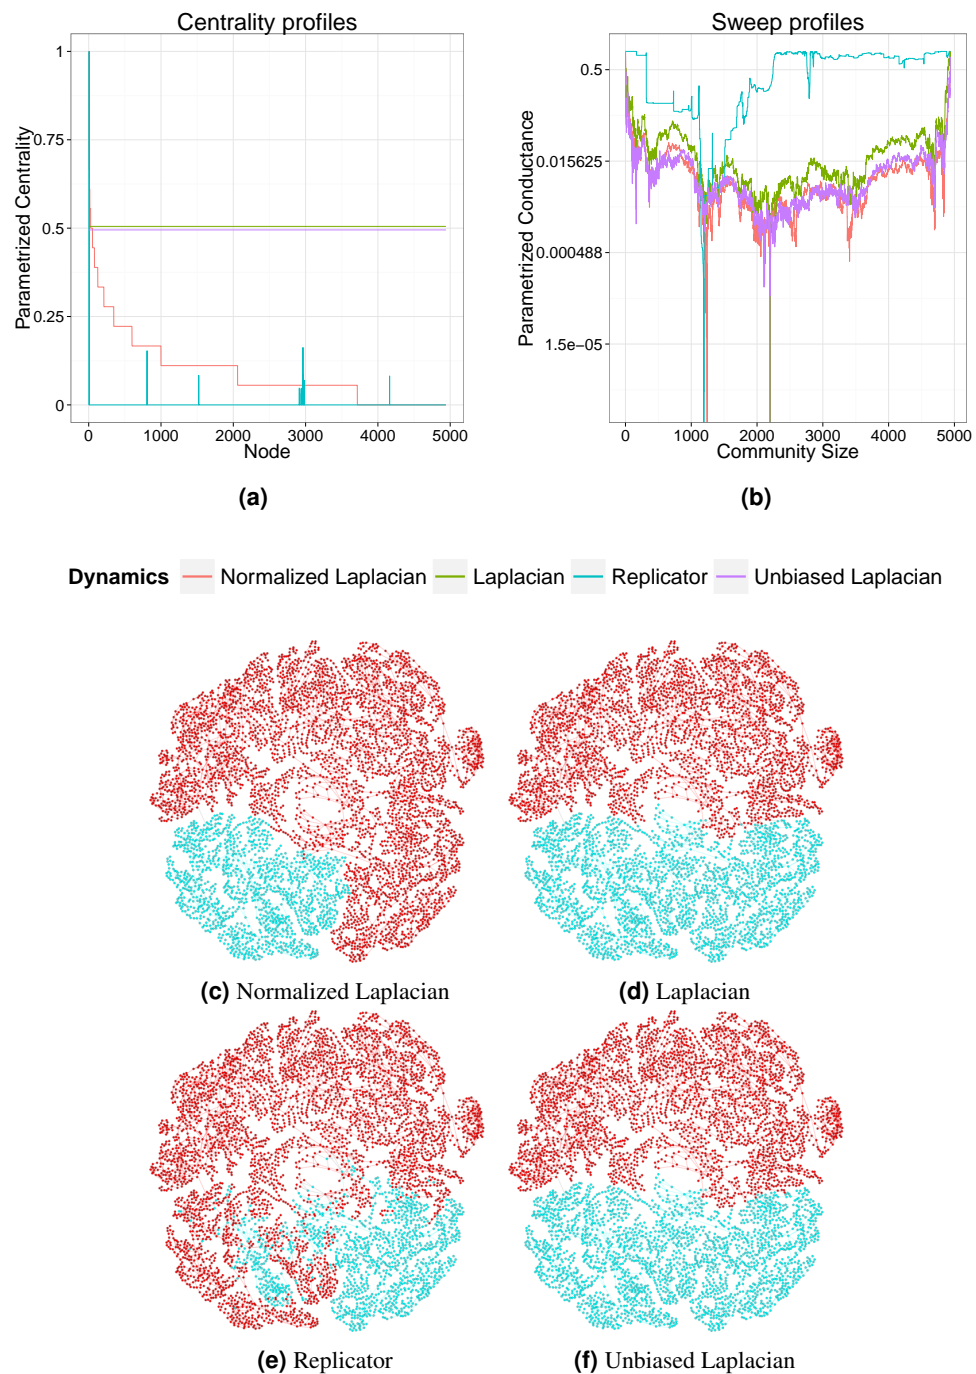 Centrality profiles
Sweep profiles
Parametrized Centrality
1
0.75
0.5
0.25
0
0 1000 2000 3000 4000 5000
Node
Parametrized Conductance
0.5
0.015625
0.000488
1.5e−05
0 1000 2000 3000 4000 5000
Community Size
(a)
(b)
Dynamics Normalized Laplacian Laplacian Replicator Unbiased Laplacian
(c) Normalized Laplacian
(d) Laplacian
(e) Replicator
(f) Unbiased Laplacian